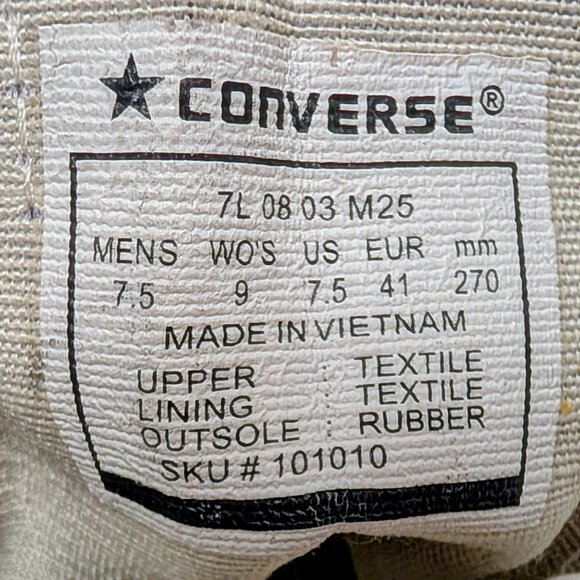 ★ CONVERSE®
7L 08 03 M25
MENS WO'S US EUR mm
7.5 9 7.5 41 270
MADE IN VIETNAM
UPPER : TEXTILE
LINING : TEXTILE
OUTSOLE : RUBBER
SKU # 101010